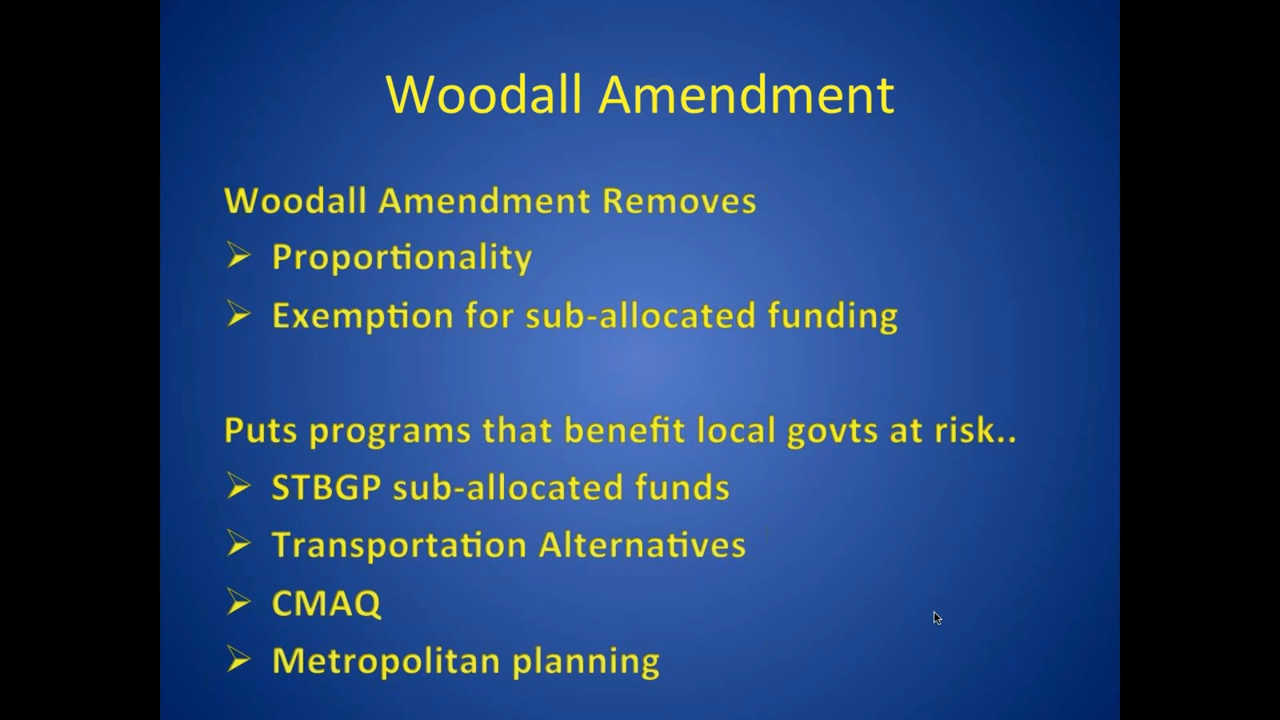 Woodall Amendment
Woodall Amendment Removes
➢ Proportionality
➢ Exemption for sub-allocated funding
Puts programs that benefit local govts at risk..
➢ STBGP sub-allocated funds
➢ Transportation Alternatives
➢ CMAQ
➢ Metropolitan planning